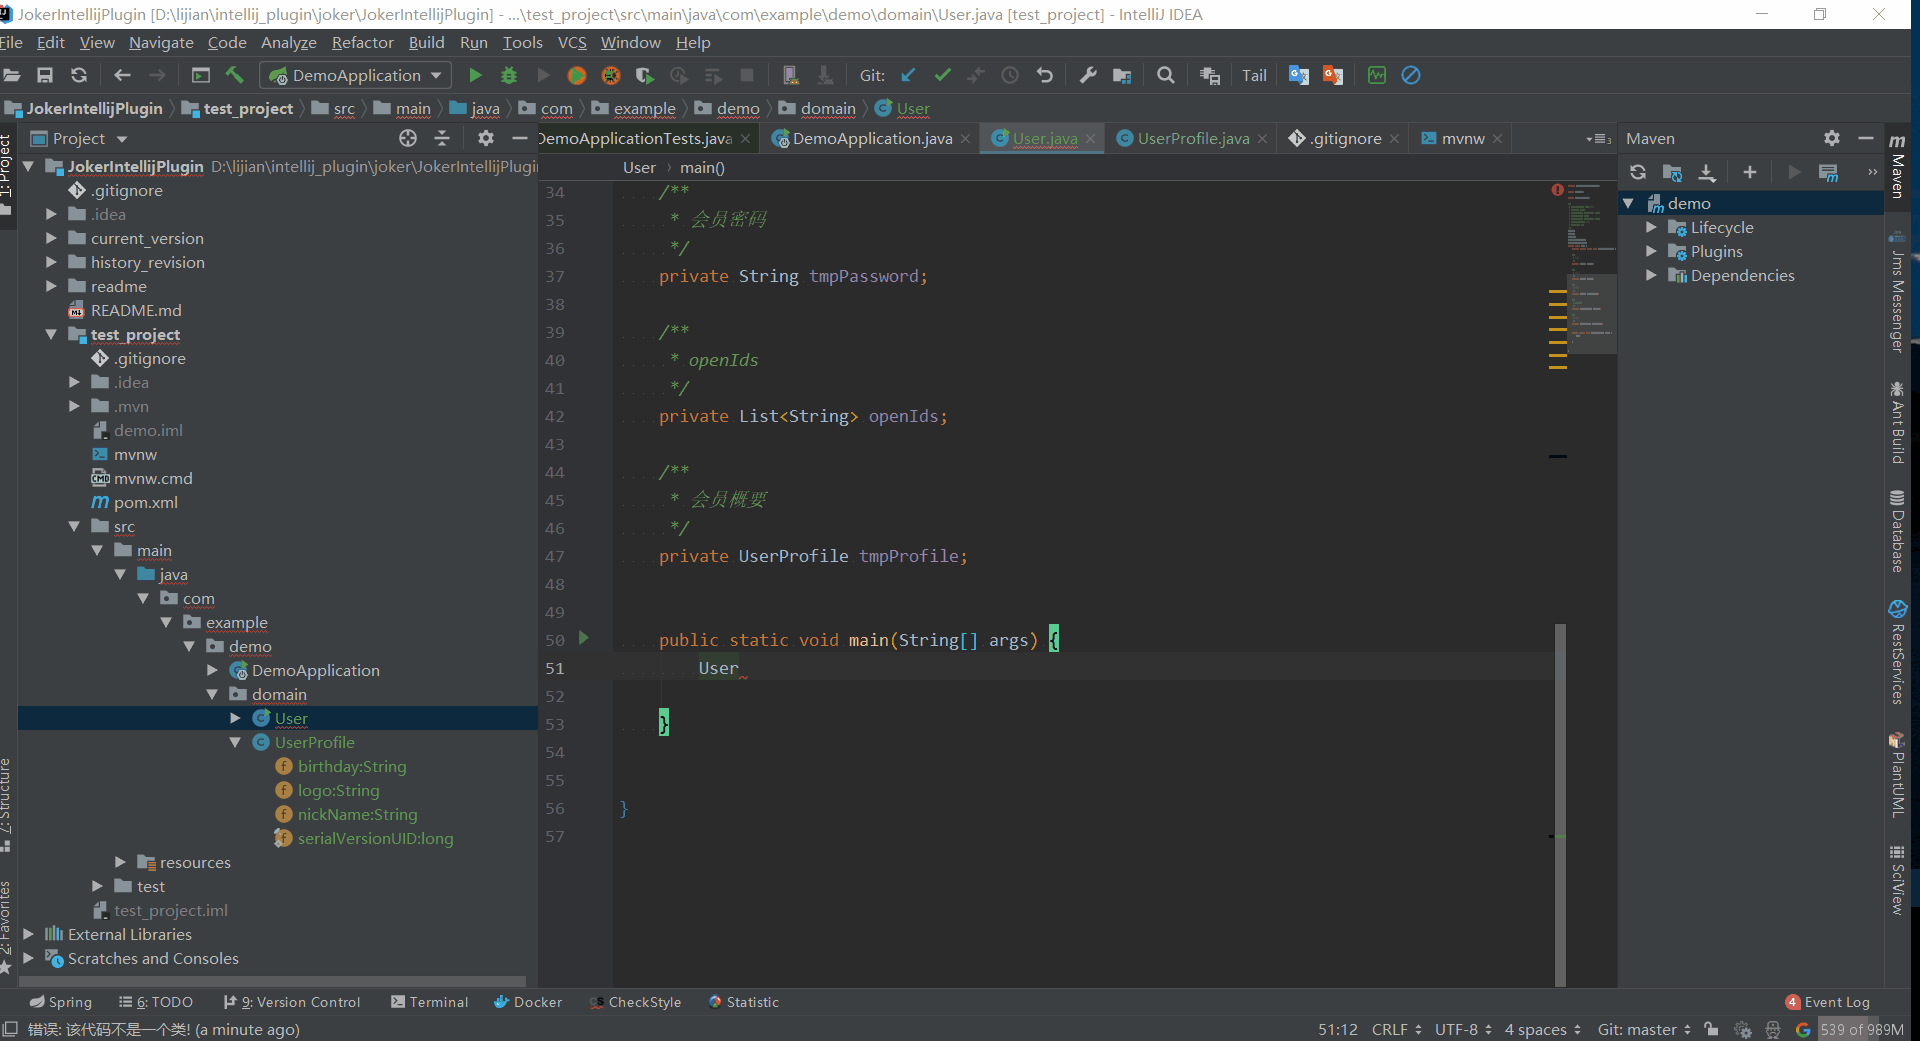 JokerIntellijPlugin [D:\lijian\intellij_plugin\joker\JokerIntellijPlugin] - ...\test_project\src\main\java\com\example\demo\domain\User.java [test_project] - IntelliJ IDEA
File Edit View Navigate Code Analyze Refactor Build Run Tools VCS Window Help
DemoApplication Git: Tail
JokerIntellijPlugin test_project src main java com example demo domain User
1: Project
7: Structure
2: Favorites
Project
JokerIntellijPlugin D:\lijian\intellij_plugin\joker\JokerIntellijPlugi
.gitignore
.idea
current_version
history_revision
readme
README.md
test_project
.gitignore
.idea
.mvn
demo.iml
mvnw
mvnw.cmd
pom.xml
src
main
java
com
example
demo
DemoApplication
domain
User
UserProfile
birthday:String
logo:String
nickName:String
serialVersionUID:long
resources
test
test_project.iml
External Libraries
Scratches and Consoles
DemoApplicationTests.java DemoApplication.java User.java UserProfile.java .gitignore mvnw
User main()
34 /**
35 * 会员密码
36 */
37 private String tmpPassword;
38
39 /**
40 * openIds
41 */
42 private List<String> openIds;
43
44 /**
45 * 会员概要
46 */
47 private UserProfile tmpProfile;
48
49
50 public static void main(String[] args) {
51 User
52
53 }
54
55
56 }
57
Maven
demo
Lifecycle
Plugins
Dependencies
Maven
Jms Messenger
Ant Build
Database
RestServices
PlantUML
SciView
Spring 6: TODO 9: Version Control Terminal Docker CheckStyle Statistic 4 Event Log
错误: 该代码不是一个类! (a minute ago) 51:12 CRLF UTF-8 4 spaces Git: master 539 of 989M